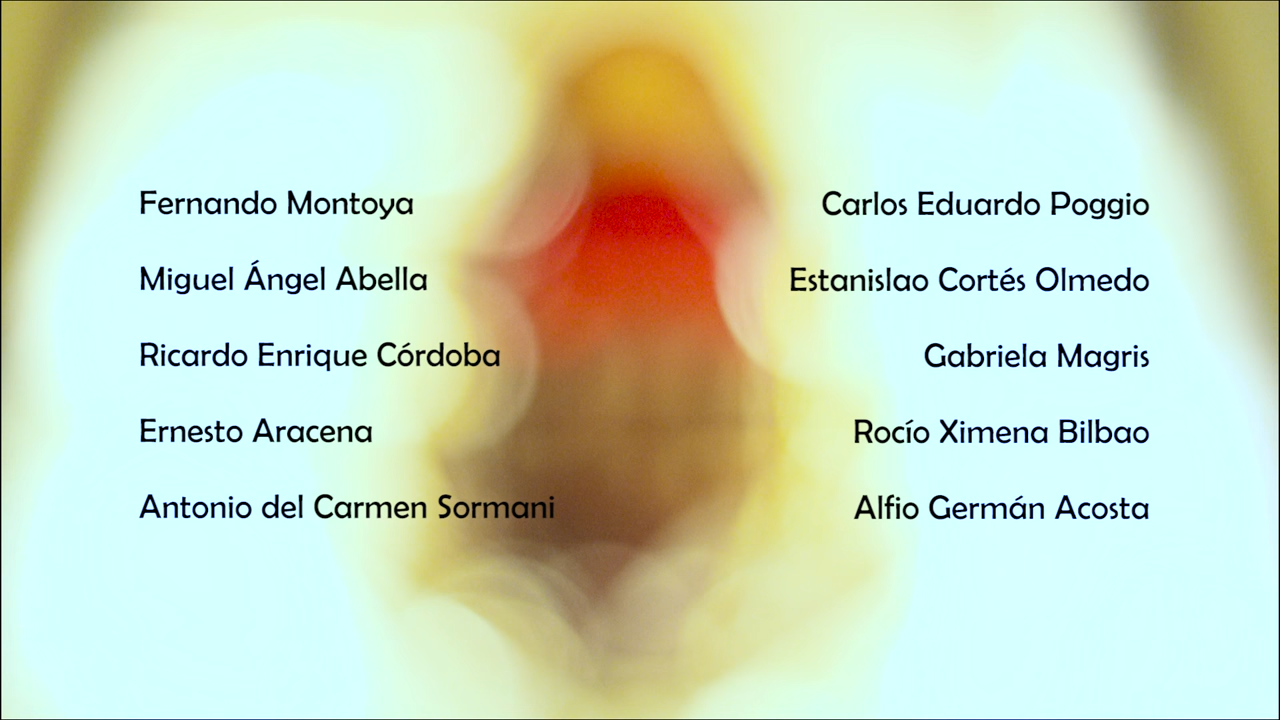 Fernando Montoya
Miguel Ángel Abella
Ricardo Enrique Córdoba
Ernesto Aracena
Antonio del Carmen Sormani
Carlos Eduardo Poggio
Estanislao Cortés Olmedo
Gabriela Magris
Rocío Ximena Bilbao
Alfio Germán Acosta